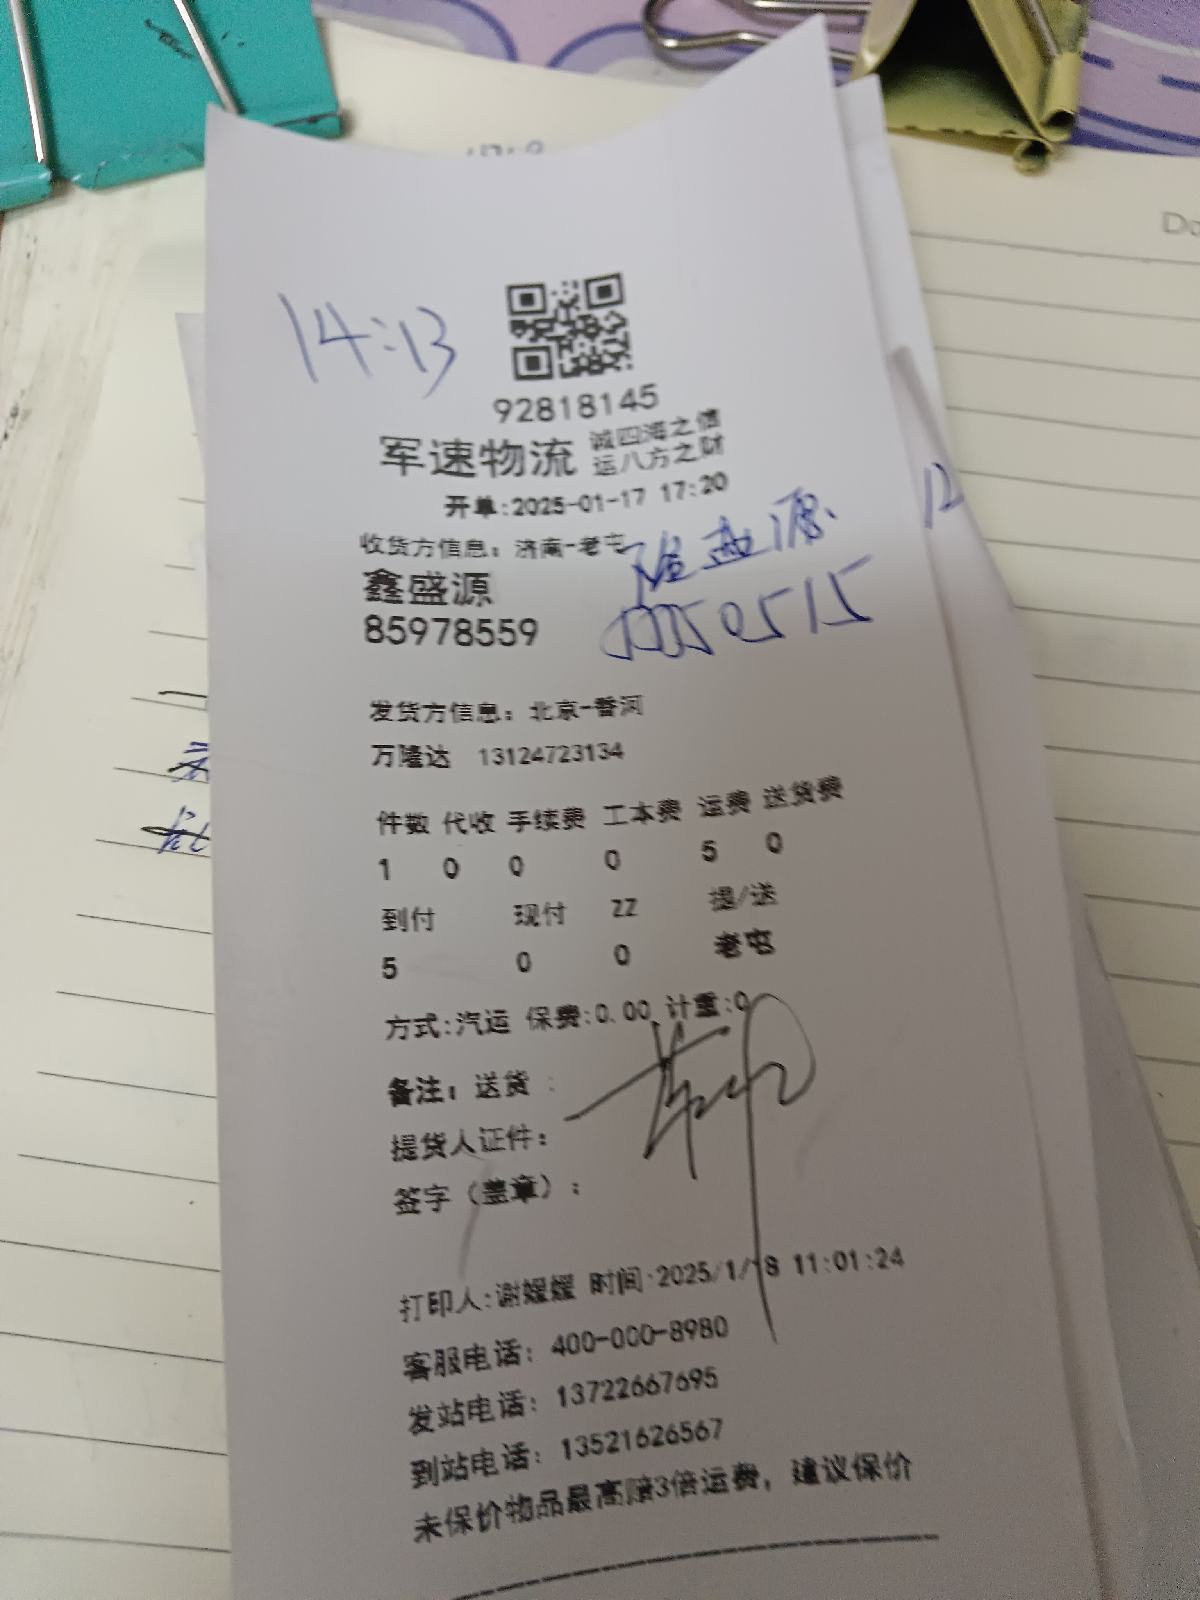 14:13
92818145
军速物流 诚四海之信
运八方之财
开单:2025-01-17 17:20
收货方信息：济南-老屯
鑫盛源
85978559
发货方信息：北京-香河
万隆达 13124723134
件数 代收 手续费 工本费 运费 送货费
1 0 0 0 5 0
到付 现付 ZZ 提/送
5 0 0 老屯
方式:汽运 保费:0.00 计重:0
备注：送货：
提货人证件：
签字（盖章）：
打印人:谢媛媛 时间:2025/1/18 11:01:24
客服电话：400-000-8980
发站电话：13722667695
到站电话：13521626567
未保价物品最高赔3倍运费，建议保价